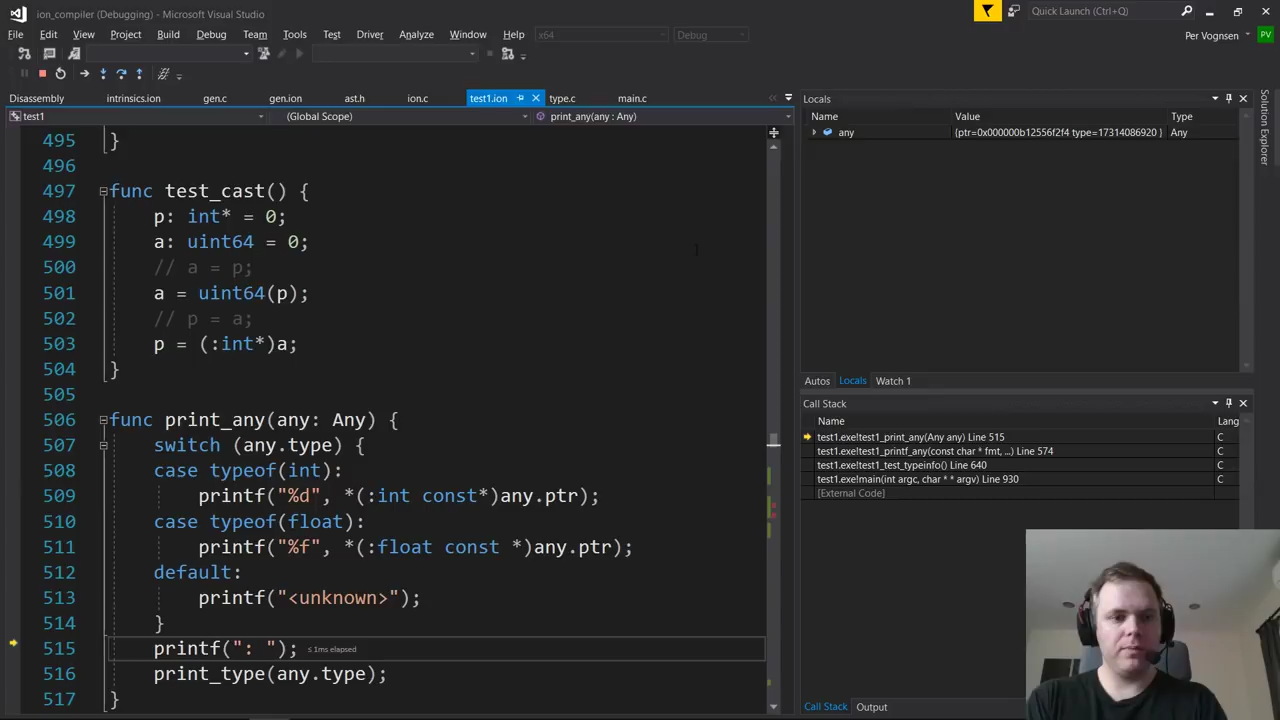 ion_compiler (Debugging) - Microsoft Visual Studio
Quick Launch (Ctrl+Q)
File Edit View Project Build Debug Team Tools Test Driver Analyze Window Help x64 Debug
Per Vognsen PV
Disassembly intrinsics.ion gen.c gen.ion ast.h ion.c test1.ion type.c main.c
test1 (Global Scope) print_any(any : Any)
495 }
496
497 func test_cast() {
498 p: int* = 0;
499 a: uint64 = 0;
500 // a = p;
501 a = uint64(p);
502 // p = a;
503 p = (:int*)a;
504 }
505
506 func print_any(any: Any) {
507 switch (any.type) {
508 case typeof(int):
509 printf("%d", *(:int const*)any.ptr);
510 case typeof(float):
511 printf("%f", *(:float const *)any.ptr);
512 default:
513 printf("<unknown>");
514 }
515 printf(": "); ≤ 1ms elapsed
516 print_type(any.type);
517 }
Locals
Name Value Type
any {ptr=0x000000b12556f2f4 type=17314086920 } Any
Autos Locals Watch 1
Call Stack
Name Lang
test1.exe!test1_print_any(Any any) Line 515 C
test1.exe!test1_printf_any(const char * fmt, ...) Line 574 C
test1.exe!test1_test_typeinfo() Line 640 C
test1.exe!main(int argc, char * * argv) Line 930 C
[External Code]
Call Stack Output
Solution Explorer